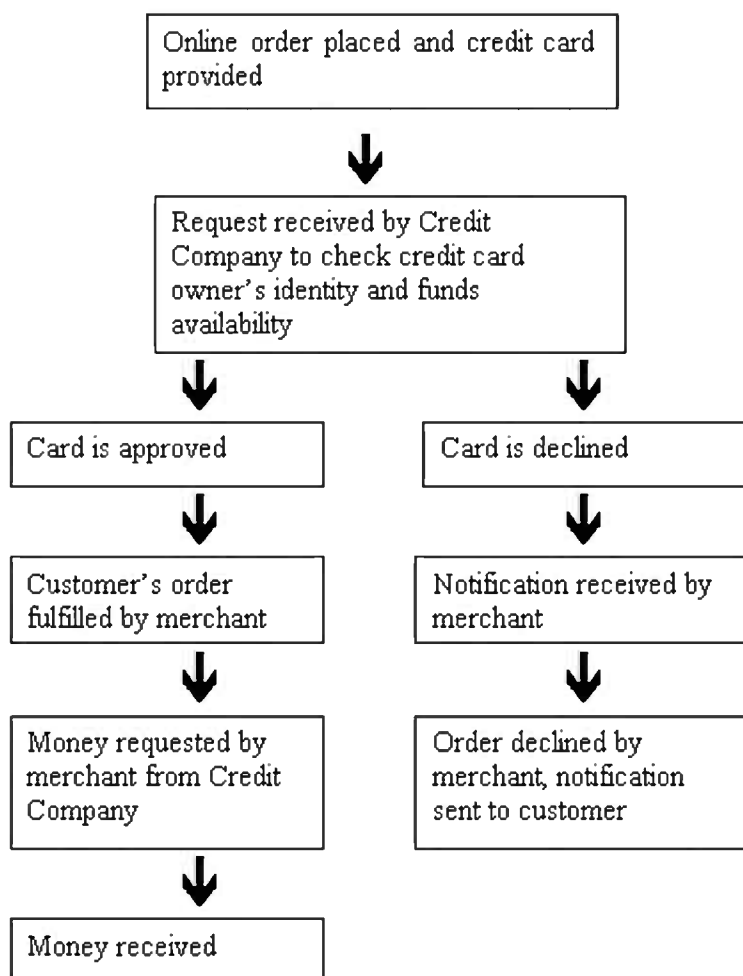 Online order placed and credit card
provided
Request received by Credit
Company to check credit card
owner's identity and funds
availability
Card is approved
Card is declined
Customer's order
fulfilled by merchant
Notification received by
merchant
Money requested by
merchant from Credit
Company
Order declined by
merchant, notification
sent to customer
Money received